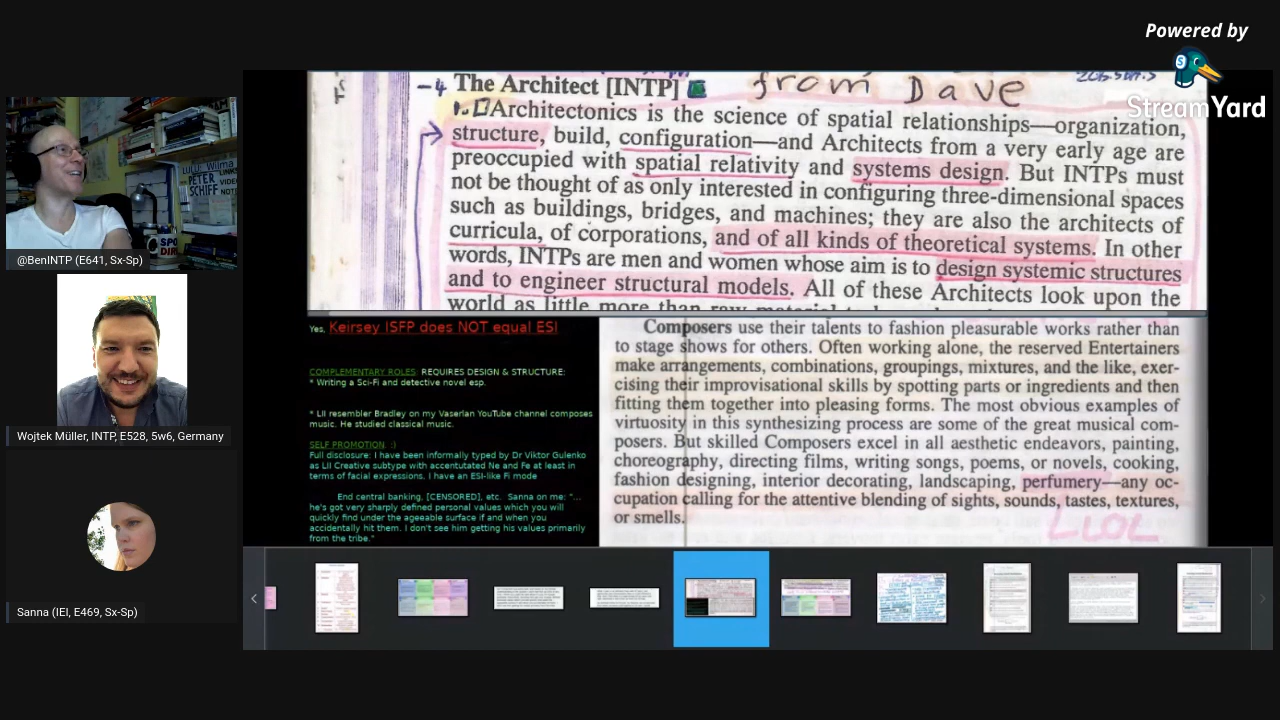 Powered by
StreamYard
LULU: Wilma
PETER
SCHIFF
VIDEO
@BenINTP (E641, Sx-Sp)
Wojtek Müller, INTP, E528, 5w6, Germany
Sanna (IEI, E469, Sx-Sp)
-4 The Architect [INTP] from Dave
1. Architectonics is the science of spatial relationships—organization,
structure, build, configuration—and Architects from a very early age are
preoccupied with spatial relativity and systems design. But INTPs must
not be thought of as only interested in configuring three-dimensional spaces
such as buildings, bridges, and machines; they are also the architects of
curricula, of corporations, and of all kinds of theoretical systems. In other
words, INTPs are men and women whose aim is to design systemic structures
and to engineer structural models. All of these Architects look upon the
world as little more than raw material to be
Yes, Keirsey ISFP does NOT equal ESI
COMPLEMENTARY ROLES: REQUIRES DESIGN & STRUCTURE:
* Writing a Sci-Fi and detective novel esp.
* LII resembler Bradley on my Vaserlan YouTube channel composes
music. He studied classical music.
SELF PROMOTION :)
Full disclosure: I have been informally typed by Dr Viktor Gulenko
as LII Creative subtype with accentutated Ne and Fe at least in
terms of facial expressions. I have an ESI-like Fi mode
End central banking, [CENSORED], etc. Sanna on me: "...
he's got very sharply defined personal values which you will
quickly find under the ageeable surface if and when you
accidentally hit them. I don't see him getting his values primarily
from the tribe."
Composers use their talents to fashion pleasurable works rather than
to stage shows for others. Often working alone, the reserved Entertainers
make arrangements, combinations, groupings, mixtures, and the like, exer-
cising their improvisational skills by spotting parts or ingredients and then
fitting them together into pleasing forms. The most obvious examples of
virtuosity in this synthesizing process are some of the great musical com-
posers. But skilled Composers excel in all aesthetic endeavors, painting,
choreography, directing films, writing songs, poems, or novels, cooking,
fashion designing, interior decorating, landscaping, perfumery—any oc-
cupation calling for the attentive blending of sights, sounds, tastes, textures,
or smells.